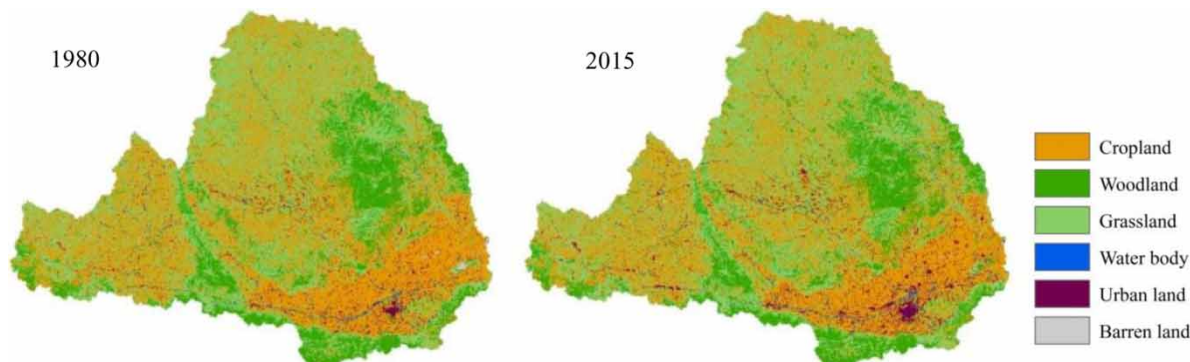 1980
2015
Cropland
Woodland
Grassland
Water body
Urban land
Barren land